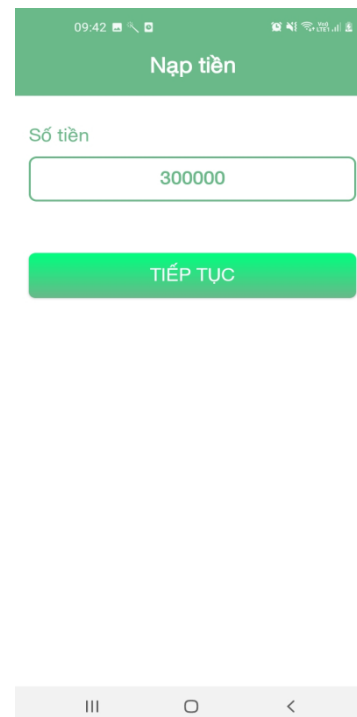 09:42
Nạp tiền
Số tiền
300000
TIẾP TỤC